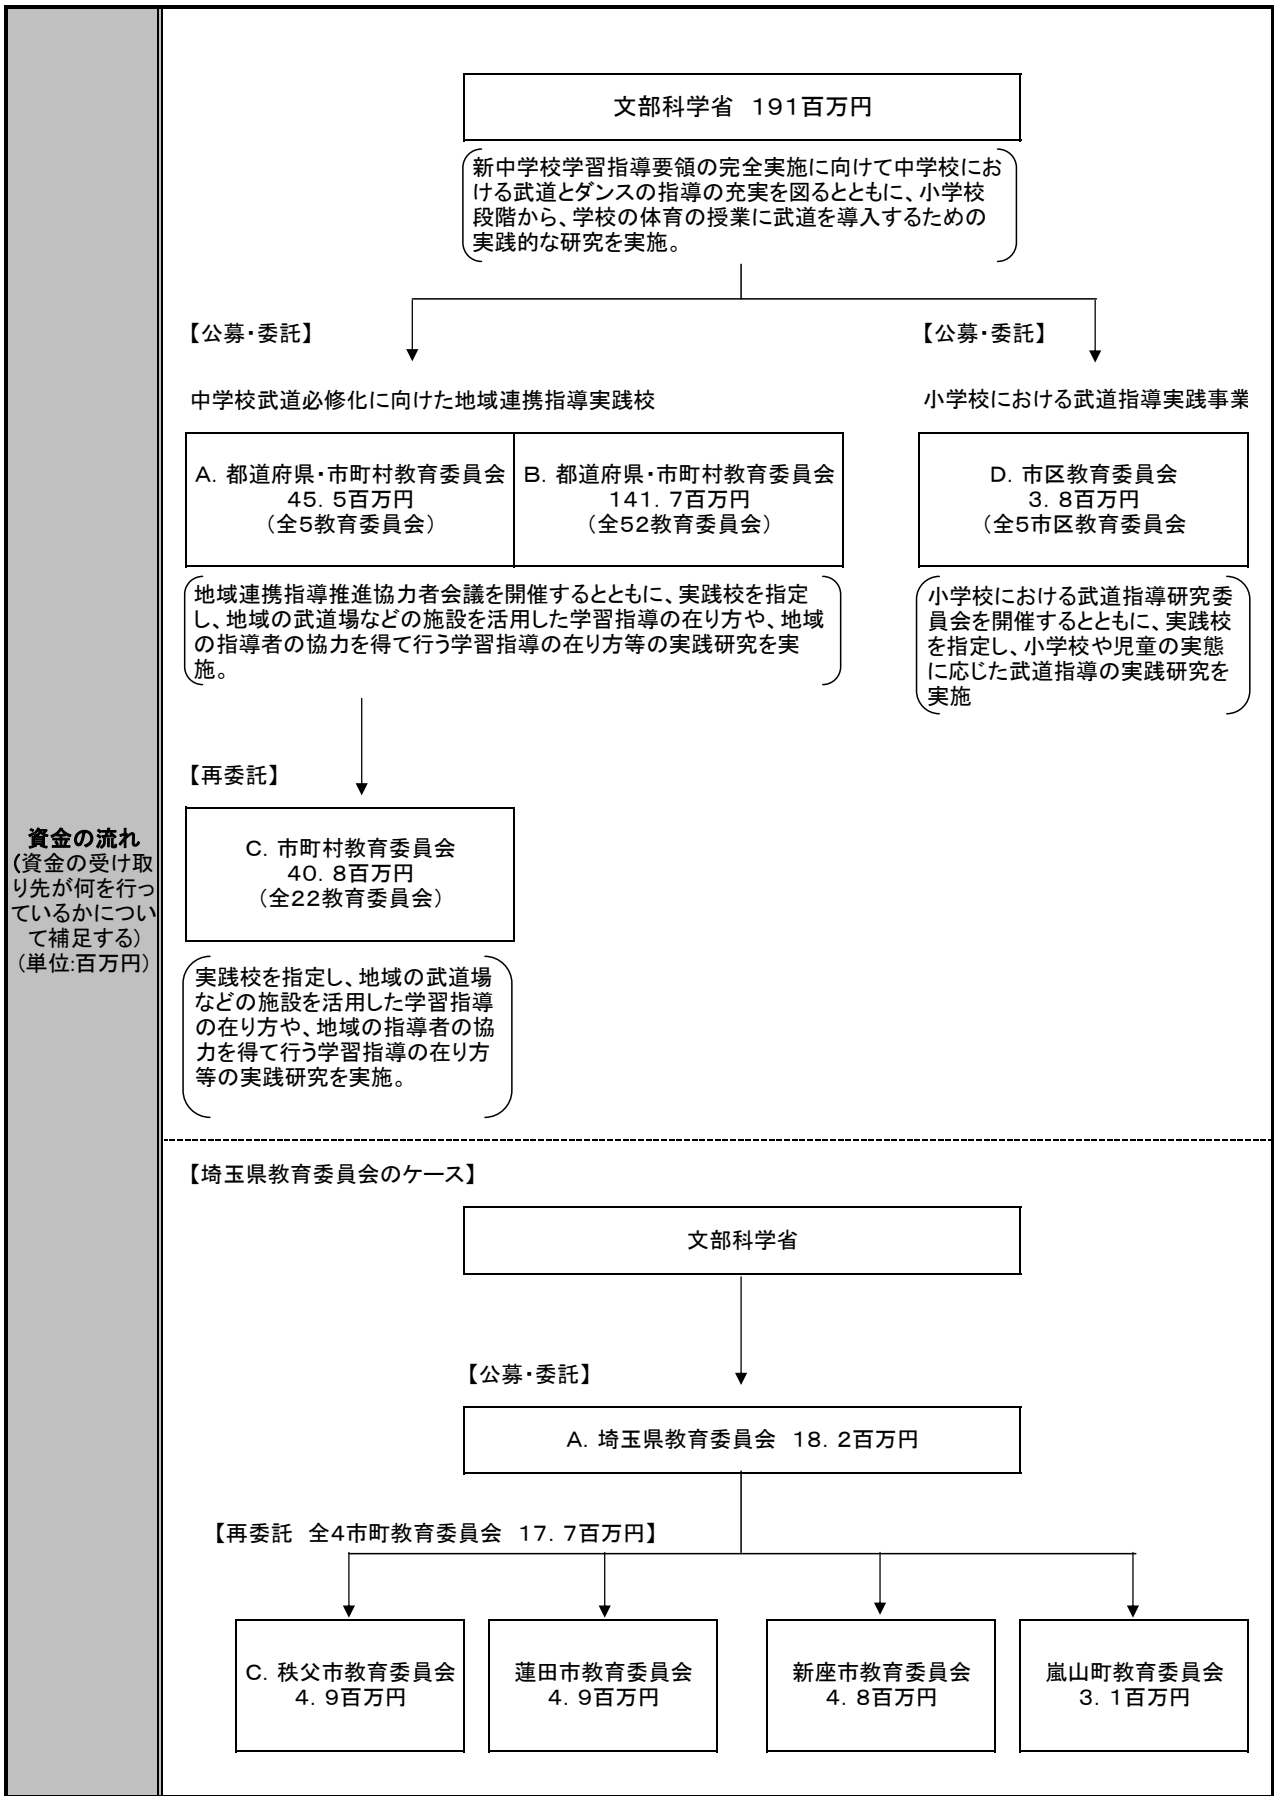 資金の流れ
(資金の受け取
り先が何を行っ
ているかについ
て補足する)
(単位:百万円)
文部科学省　191百万円
新中学校学習指導要領の完全実施に向けて中学校にお
ける武道とダンスの指導の充実を図るとともに、小学校
段階から、学校の体育の授業に武道を導入するための
実践的な研究を実施。
【公募・委託】
【公募・委託】
中学校武道必修化に向けた地域連携指導実践校
小学校における武道指導実践事業
A. 都道府県・市町村教育委員会
45. 5百万円
（全5教育委員会）
B. 都道府県・市町村教育委員会
141. 7百万円
（全52教育委員会）
D. 市区教育委員会
3. 8百万円
（全5市区教育委員会
地域連携指導推進協力者会議を開催するとともに、実践校を指定
し、地域の武道場などの施設を活用した学習指導の在り方や、地域
の指導者の協力を得て行う学習指導の在り方等の実践研究を実
施。
小学校における武道指導研究委
員会を開催するとともに、実践校
を指定し、小学校や児童の実態
に応じた武道指導の実践研究を
実施
【再委託】
C. 市町村教育委員会
40. 8百万円
（全22教育委員会）
実践校を指定し、地域の武道場
などの施設を活用した学習指導
の在り方や、地域の指導者の協
力を得て行う学習指導の在り方
等の実践研究を実施。
【埼玉県教育委員会のケース】
文部科学省
【公募・委託】
A. 埼玉県教育委員会　18. 2百万円
【再委託　全4市町教育委員会　17. 7百万円】
C. 秩父市教育委員会
4. 9百万円
蓮田市教育委員会
4. 9百万円
新座市教育委員会
4. 8百万円
嵐山町教育委員会
3. 1百万円